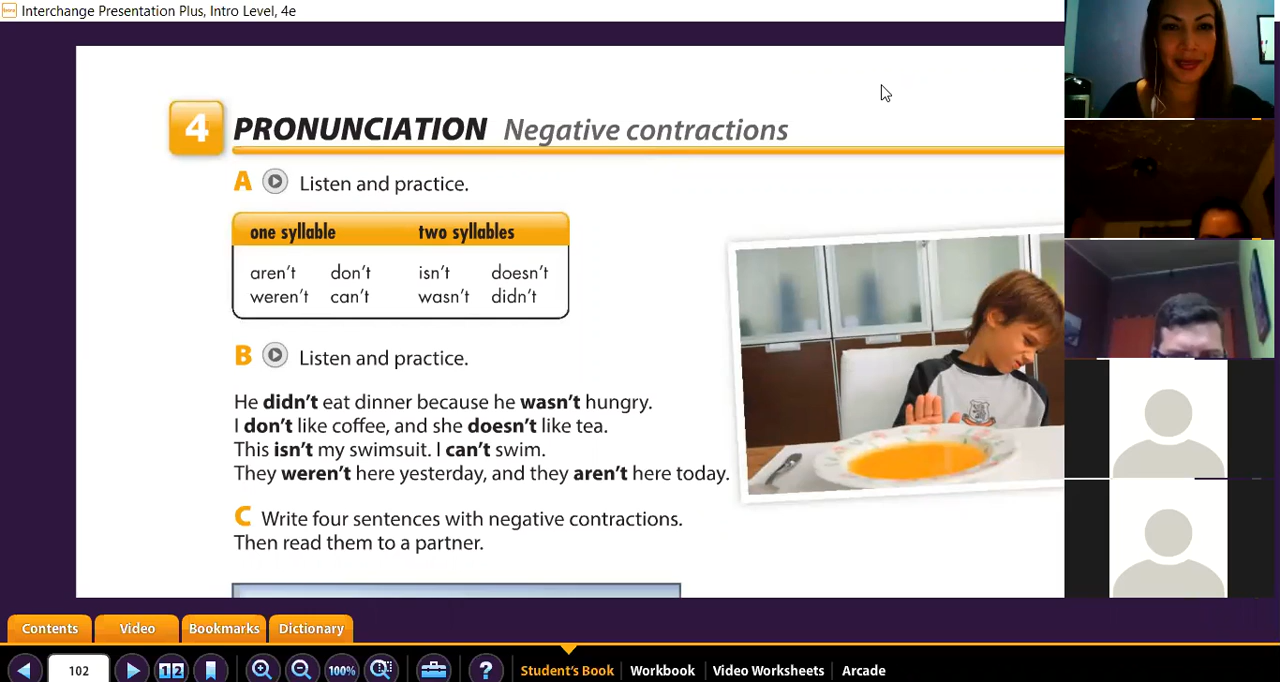 Interchange Presentation Plus, Intro Level, 4e
4 PRONUNCIATION Negative contractions
A Listen and practice.
one syllable two syllables
aren't don't isn't doesn't
weren't can't wasn't didn't
B Listen and practice.
He didn't eat dinner because he wasn't hungry.
I don't like coffee, and she doesn't like tea.
This isn't my swimsuit. I can't swim.
They weren't here yesterday, and they aren't here today.
C Write four sentences with negative contractions.
Then read them to a partner.
Contents Video Bookmarks Dictionary
102 1 2 100% ? Student's Book Workbook Video Worksheets Arcade